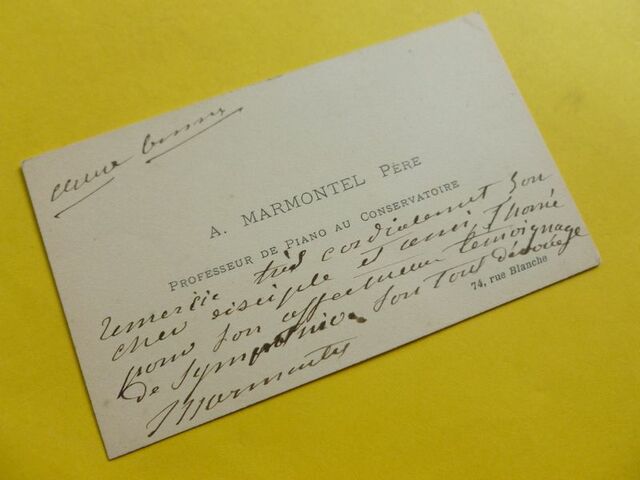 A. MARMONTEL PÈRE
PROFESSEUR DE PIANO AU CONSERVATOIRE
74, rue Blanche
remercie très cordialement Son
cher disciple et ami, Thomé
pour son affectueux témoignage
de Sympathie. Son tout dévoué
Marmontel